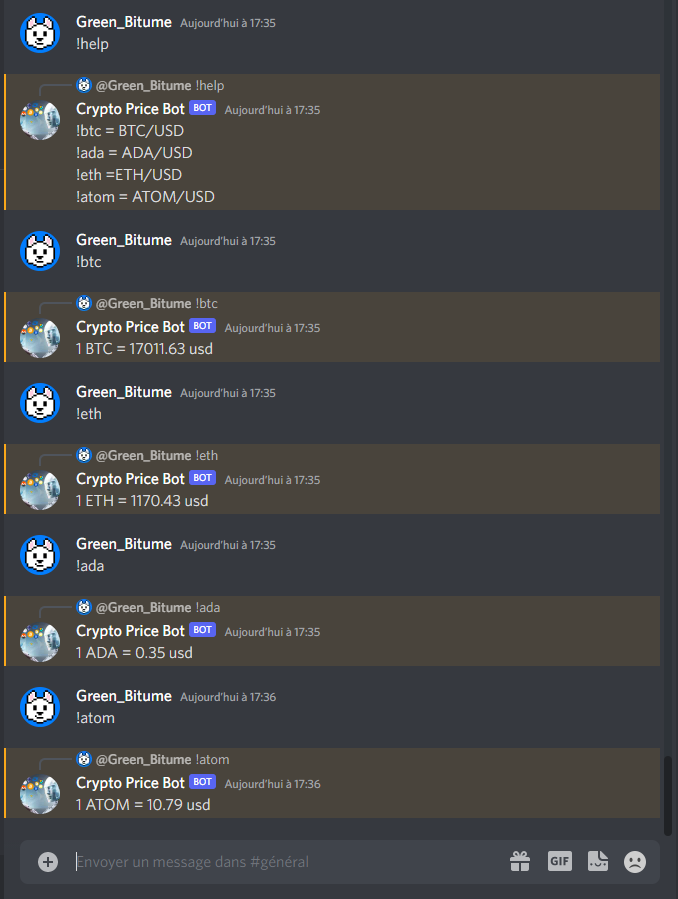 Green_Bitume Aujourd'hui à 17:35
!help
@Green_Bitume !help
Crypto Price Bot BOT Aujourd'hui à 17:35
!btc = BTC/USD
!ada = ADA/USD
!eth =ETH/USD
!atom = ATOM/USD
Green_Bitume Aujourd'hui à 17:35
!btc
@Green_Bitume !btc
Crypto Price Bot BOT Aujourd'hui à 17:35
1 BTC = 17011.63 usd
Green_Bitume Aujourd'hui à 17:35
!eth
@Green_Bitume !eth
Crypto Price Bot BOT Aujourd'hui à 17:35
1 ETH = 1170.43 usd
Green_Bitume Aujourd'hui à 17:35
!ada
@Green_Bitume !ada
Crypto Price Bot BOT Aujourd'hui à 17:35
1 ADA = 0.35 usd
Green_Bitume Aujourd'hui à 17:36
!atom
@Green_Bitume !atom
Crypto Price Bot BOT Aujourd'hui à 17:36
1 ATOM = 10.79 usd
Envoyer un message dans #général GIF